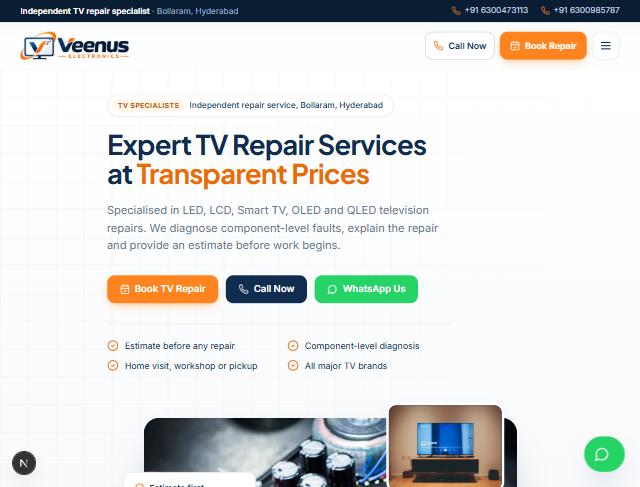 Independent TV repair specialist · Bollaram, Hyderabad
+91 6300473113
+91 6300985787
Veenus
ELECTRONICS
Call Now
Book Repair
TV SPECIALISTS
Independent repair service, Bollaram, Hyderabad
Expert TV Repair Services
at Transparent Prices
Specialised in LED, LCD, Smart TV, OLED and QLED television
repairs. We diagnose component-level faults, explain the repair
and provide an estimate before work begins.
Book TV Repair
Call Now
WhatsApp Us
Estimate before any repair
Component-level diagnosis
Home visit, workshop or pickup
All major TV brands
Estimate first
N